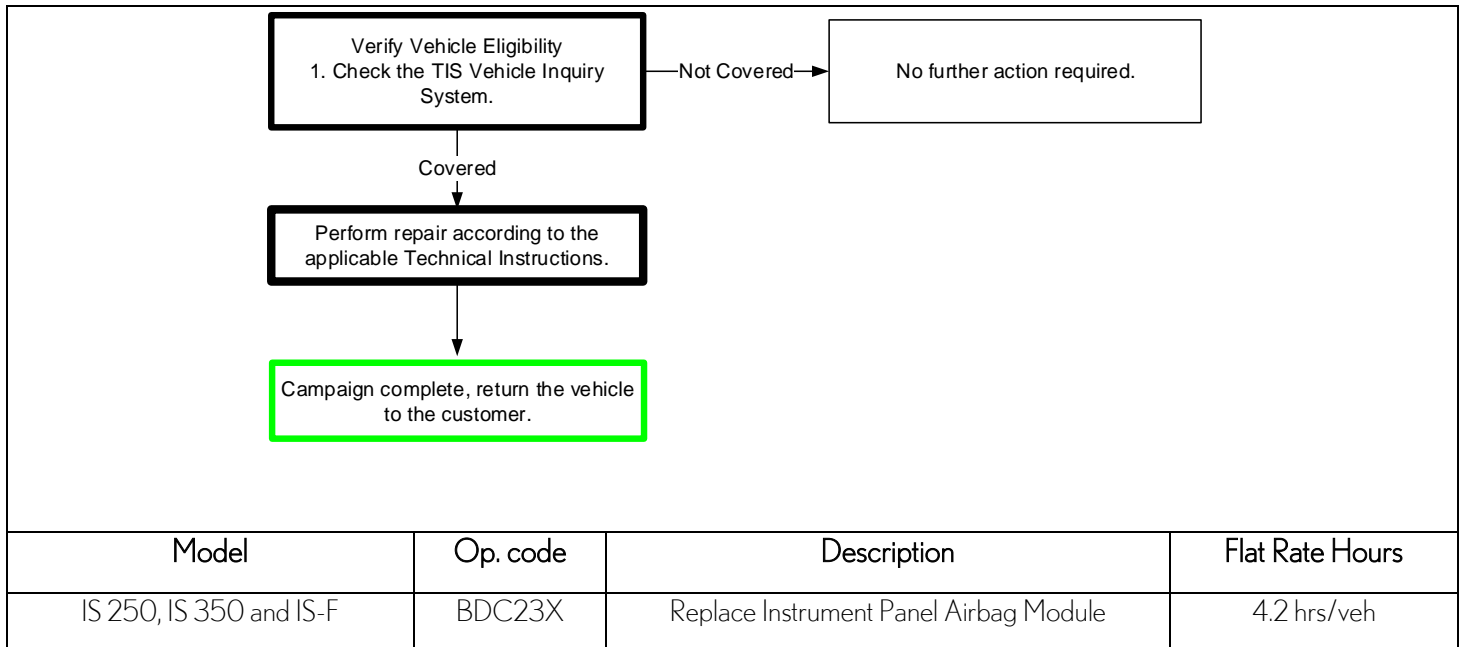 Verify Vehicle Eligibility
1. Check the TIS Vehicle Inquiry
System.
Not Covered
No further action required.
Covered
Perform repair according to the
applicable Technical Instructions.
Campaign complete, return the vehicle
to the customer.
Model Op. code Description Flat Rate Hours
IS 250, IS 350 and IS-F BDC23X Replace Instrument Panel Airbag Module 4.2 hrs/veh